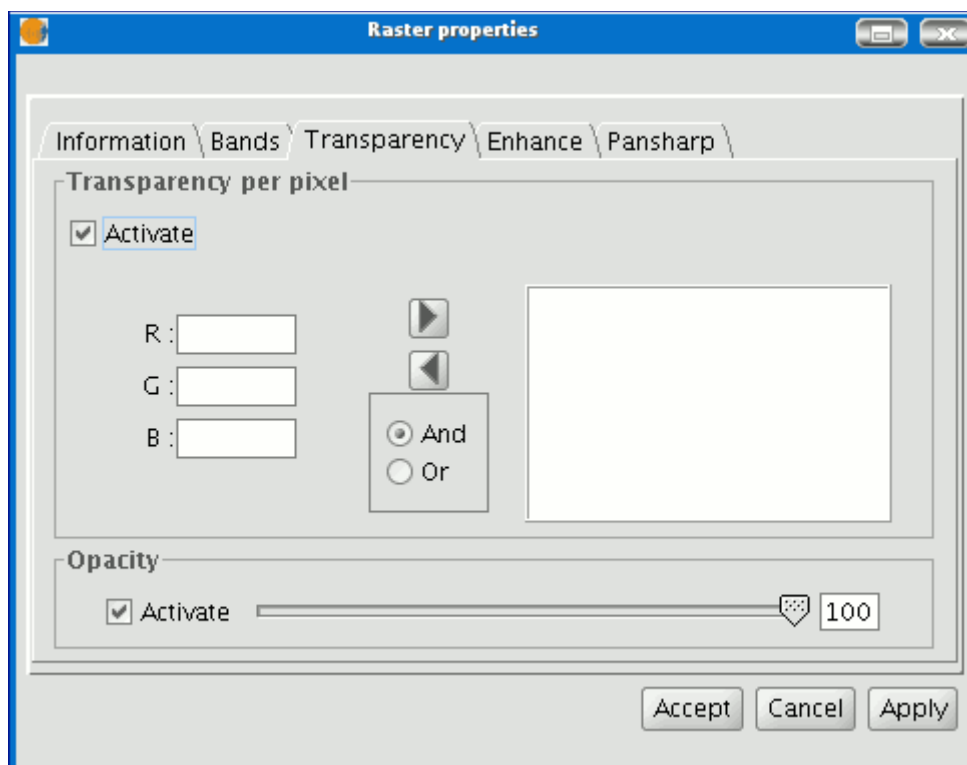 Raster properties
Information Bands Transparency Enhance Pansharp
Transparency per pixel
Activate
R :
G :
B :
And
Or
Opacity
Activate 100
Accept Cancel Apply